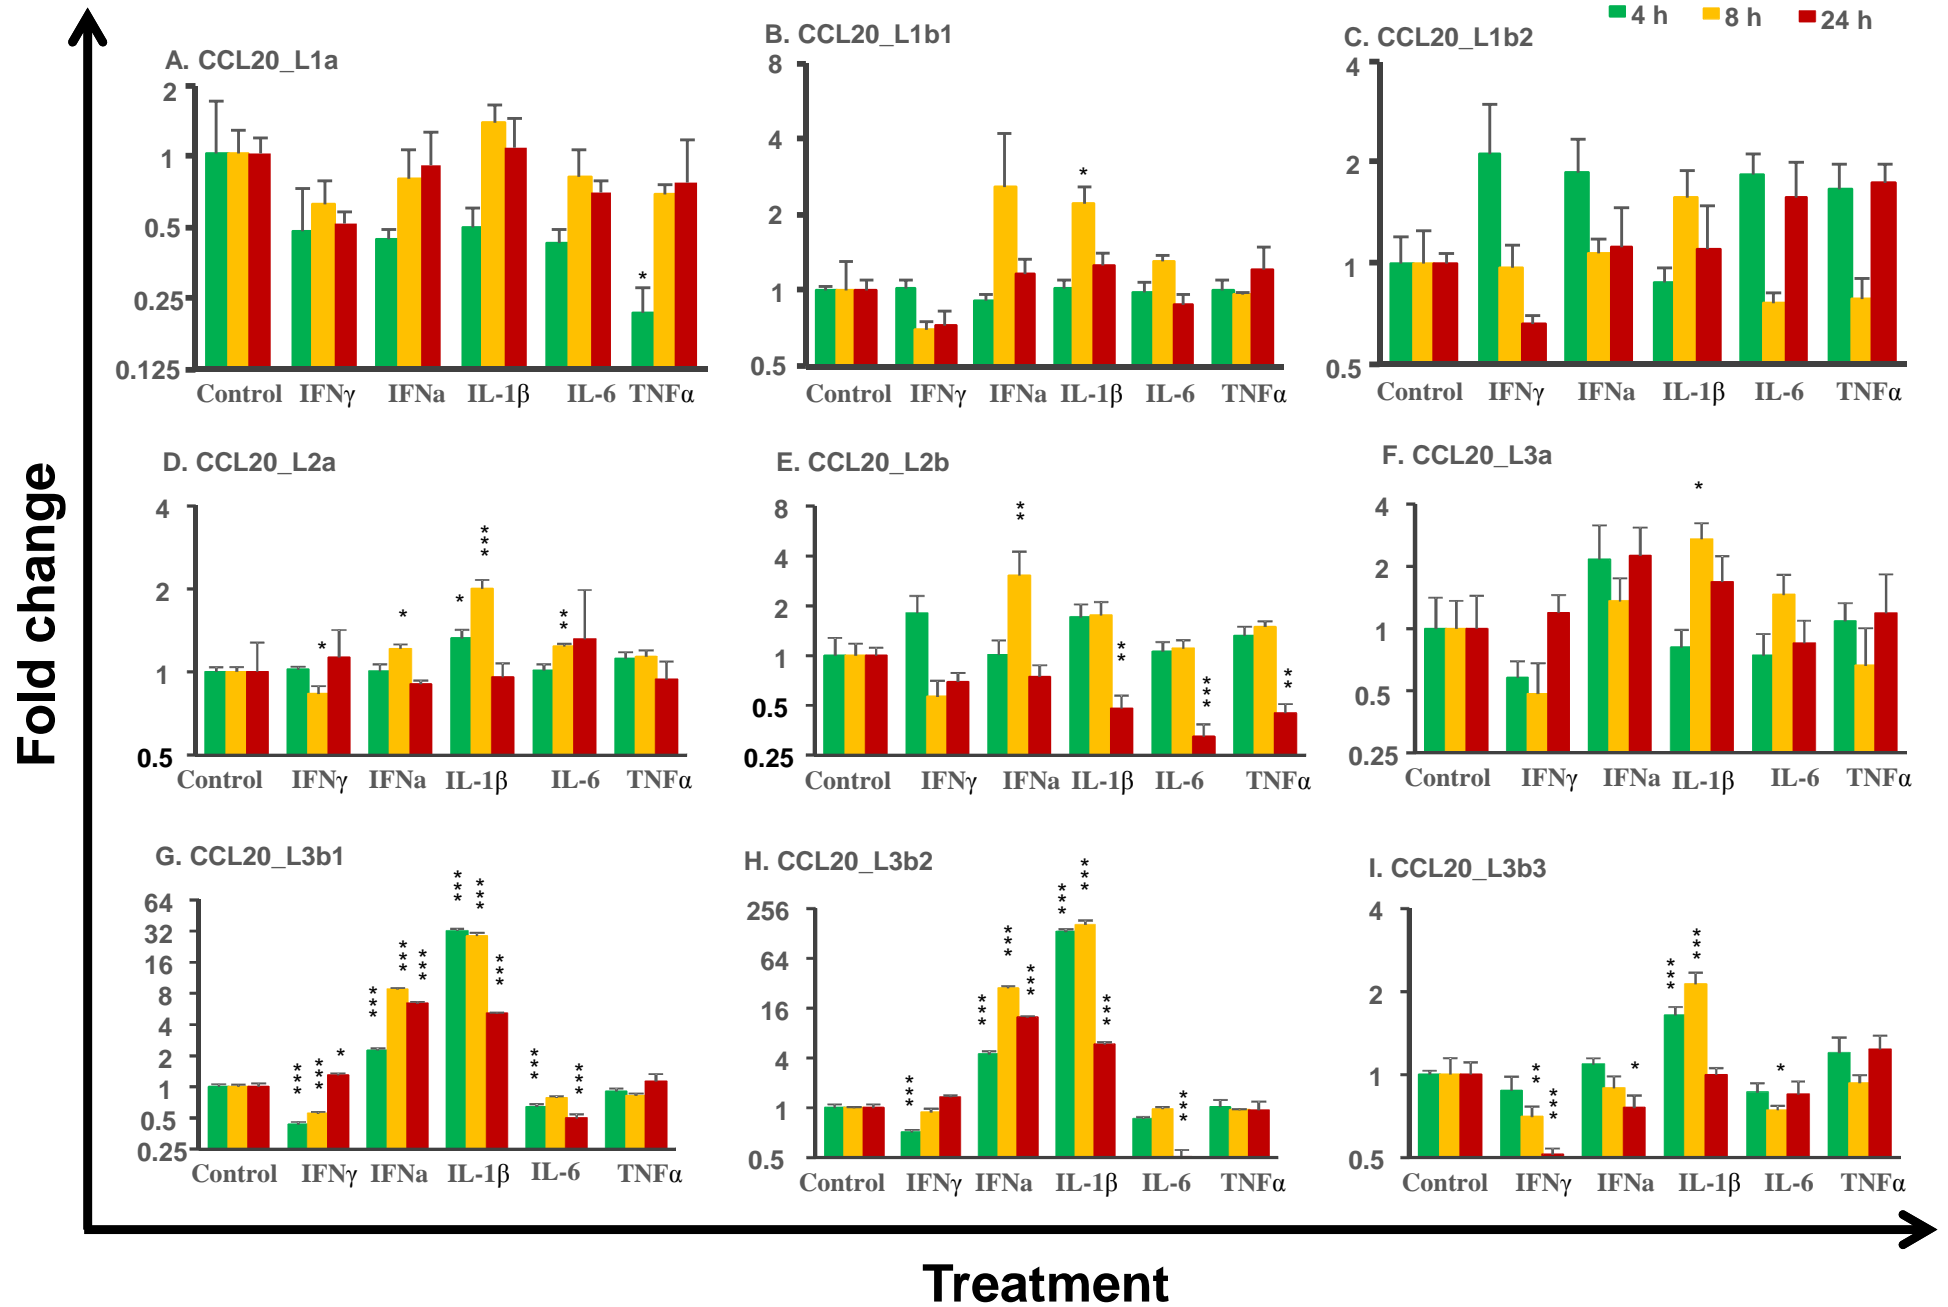 4 h 8 h 24 h
A. CCL20_L1a
2
1
0.5
0.25
0.125
*
Control IFNγ IFNa IL-1β IL-6 TNFα
B. CCL20_L1b1
8
4
2
1
0.5
*
Control IFNγ IFNa IL-1β IL-6 TNFα
C. CCL20_L1b2
4
2
1
0.5
Control IFNγ IFNa IL-1β IL-6 TNFα
D. CCL20_L2a
4
2
1
0.5
* * * *** **
Control IFNγ IFNa IL-1β IL-6 TNFα
E. CCL20_L2b
8
4
2
1
0.5
0.25
** ** *** **
Control IFNγ IFNa IL-1β IL-6 TNFα
F. CCL20_L3a
4
2
1
0.5
0.25
*
Control IFNγ IFNa IL-1β IL-6 TNFα
G. CCL20_L3b1
64
32
16
8
4
2
1
0.5
0.25
*** *** * *** *** *** *** *** *** *** ***
Control IFNγ IFNa IL-1β IL-6 TNFα
H. CCL20_L3b2
256
64
16
4
1
0.5
*** *** *** *** *** *** *** ***
Control IFNγ IFNa IL-1β IL-6 TNFα
I. CCL20_L3b3
4
2
1
0.5
** *** * *** *** *
Control IFNγ IFNa IL-1β IL-6 TNFα
Fold change
Treatment